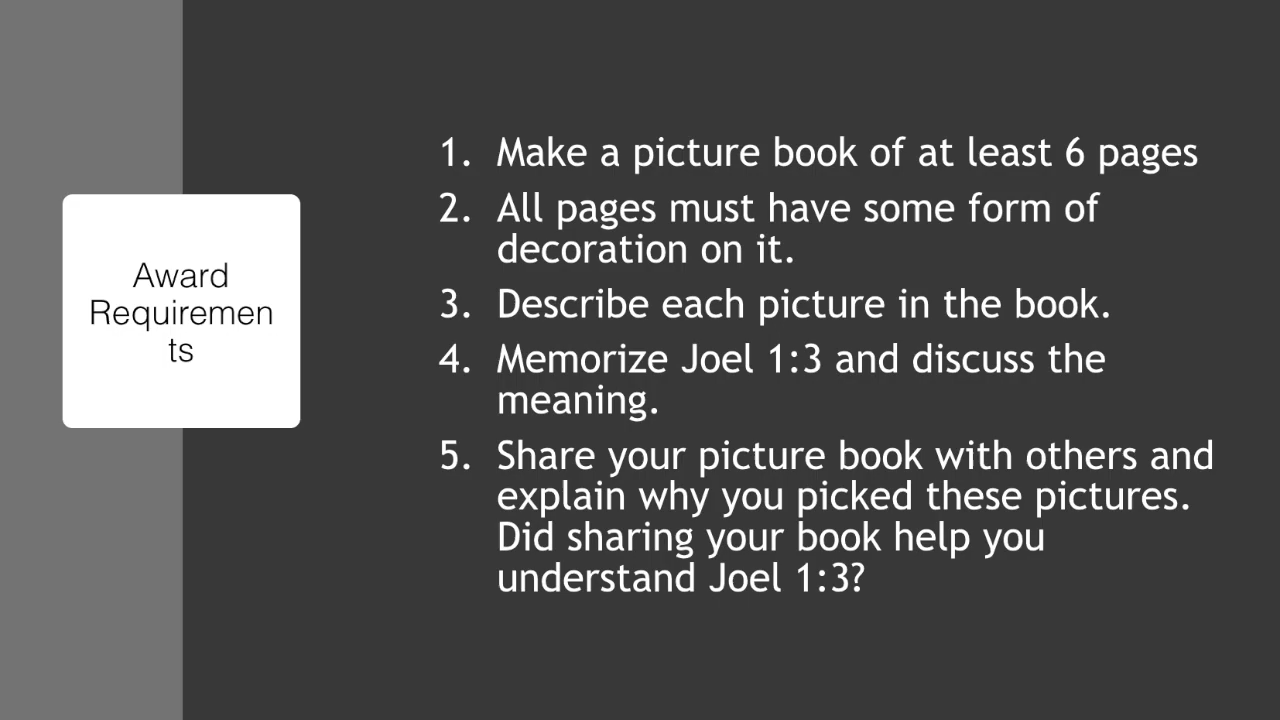 Award
Requiremen
ts
1. Make a picture book of at least 6 pages
2. All pages must have some form of
decoration on it.
3. Describe each picture in the book.
4. Memorize Joel 1:3 and discuss the
meaning.
5. Share your picture book with others and
explain why you picked these pictures.
Did sharing your book help you
understand Joel 1:3?